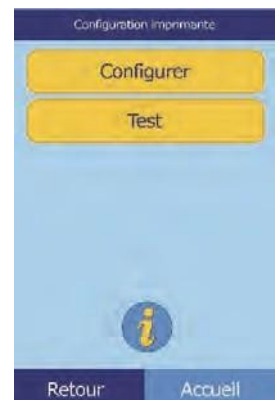 Configuration imprimante
Configurer
Test
i
Retour Accueil